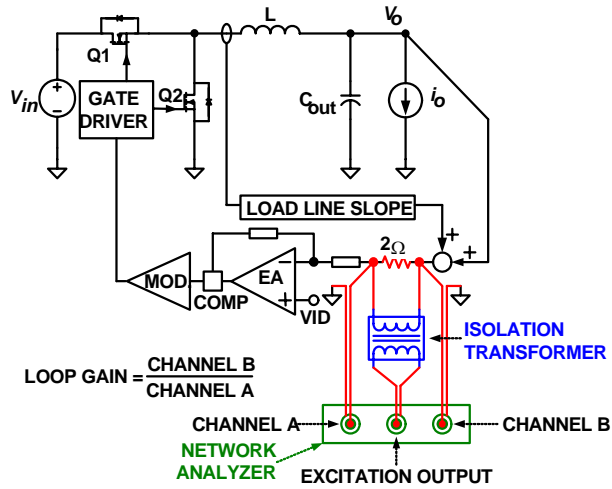 L
Vo
Q1
Q2
Vin
GATE
DRIVER
Cout
io
LOAD LINE SLOPE
+
+
2Ω
MOD.
COMP
EA
−
+
VID
ISOLATION
TRANSFORMER
LOOP GAIN = CHANNEL B
CHANNEL A
CHANNEL A
CHANNEL B
NETWORK
ANALYZER
EXCITATION OUTPUT